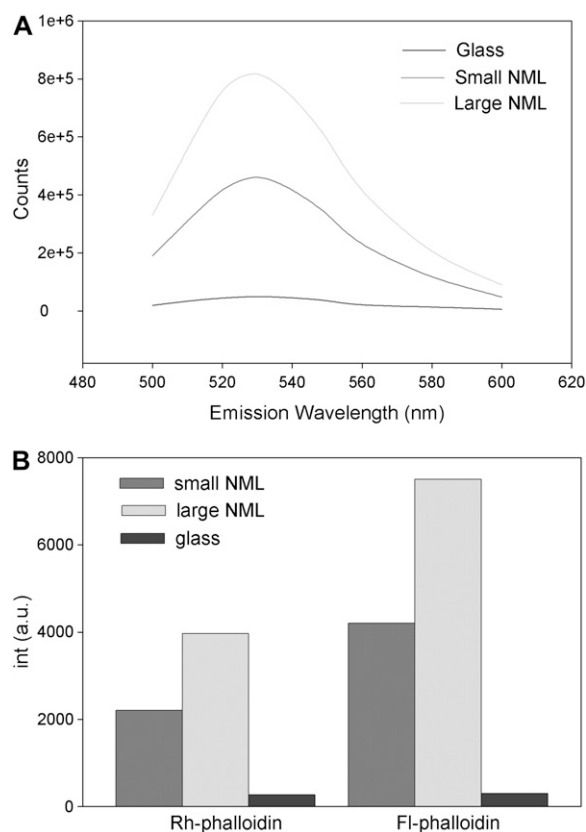 A
Glass
Small NML
Large NML
1e+6
8e+5
6e+5
4e+5
2e+5
0
Counts
480 500 520 540 560 580 600 620
Emission Wavelength (nm)
B
small NML
large NML
glass
8000
6000
4000
2000
0
int (a.u.)
Rh-phalloidin Fl-phalloidin